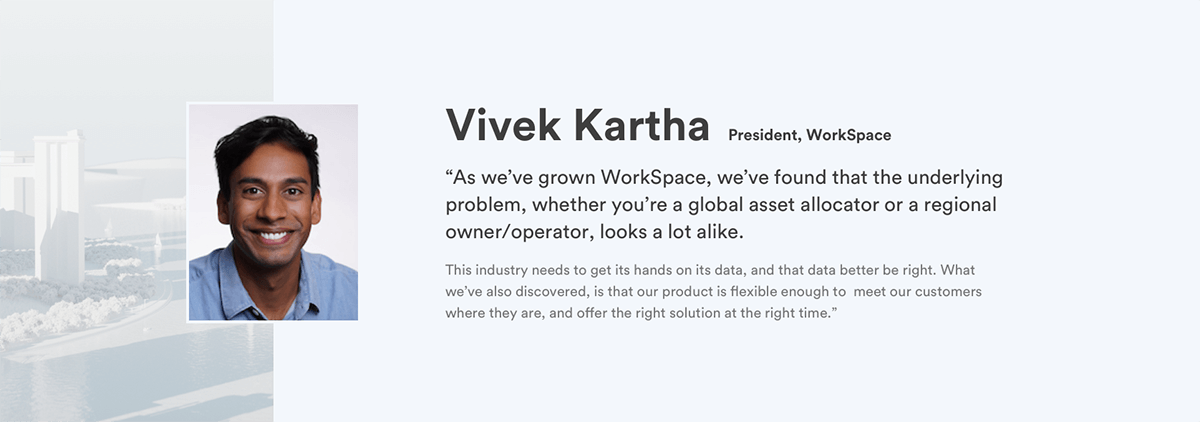 Vivek Kartha President, WorkSpace
“As we’ve grown WorkSpace, we’ve found that the underlying
problem, whether you’re a global asset allocator or a regional
owner/operator, looks a lot alike.
This industry needs to get its hands on its data, and that data better be right. What
we’ve also discovered, is that our product is flexible enough to  meet our customers
where they are, and offer the right solution at the right time.”